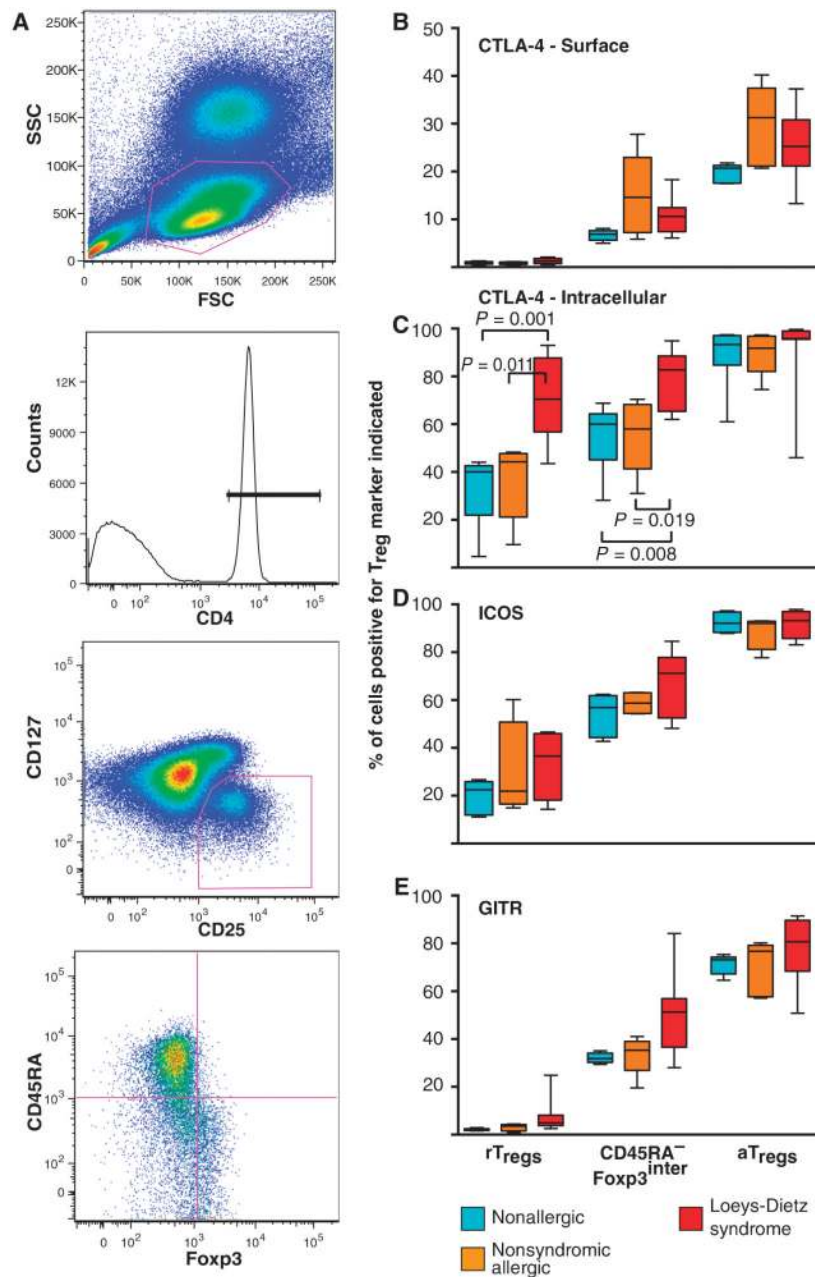 A
250K
200K
150K
100K
50K
0
SSC
0 50K 100K 150K 200K 250K
FSC
12K
9000
6000
3000
0
Counts
0 10² 10³ 10⁴ 10⁵
CD4
10⁵
10⁴
10³
10²
0
CD127
0 10² 10³ 10⁴ 10⁵
CD25
10⁵
10⁴
10³
10²
0
CD45RA
0 10² 10³ 10⁴ 10⁵
Foxp3
% of cells positive for Treg marker indicated
B
CTLA-4 - Surface
50
40
30
20
10
CTLA-4 - Intracellular
C
100
80
60
40
20
P = 0.001
P = 0.011
P = 0.019
P = 0.008
D
ICOS
100
80
60
40
20
E
GITR
100
80
60
40
20
rTregs
CD45RA⁻
Foxp3inter
aTregs
Nonallergic
Nonsyndromic
allergic
Loeys-Dietz
syndrome